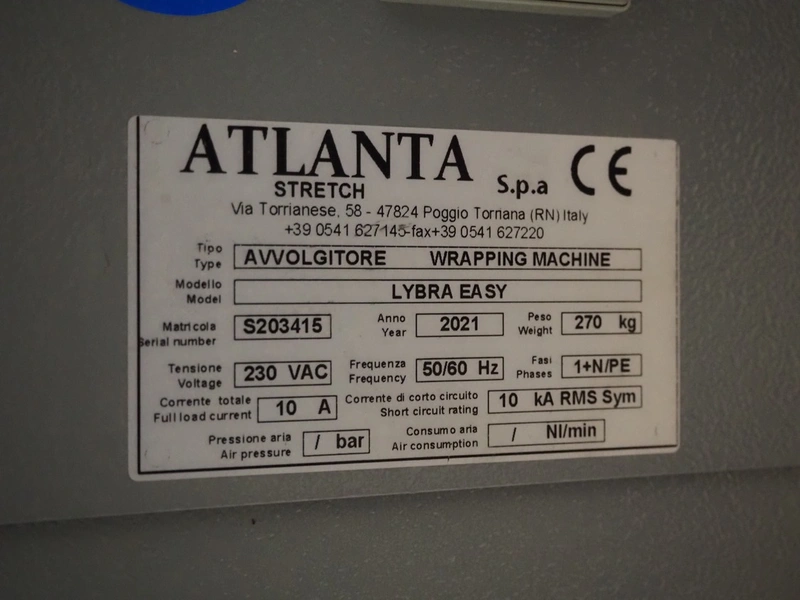 ATLANTA
STRETCH S.p.a CE
Via Torrianese, 58 - 47824 Poggio Torriana (RN) Italy
+39 0541 627145-fax+39 0541 627220
Tipo
Type AVVOLGITORE WRAPPING MACHINE
Modello
Model LYBRA EASY
Matricola
Serial number S203415 Anno
Year 2021 Peso
Weight 270 kg
Tensione
Voltage 230 VAC Frequenza
Frequency 50/60 Hz Fasi
Phases 1+N/PE
Corrente totale
Full load current 10 A Corrente di corto circuito
Short circuit rating 10 kA RMS Sym
Pressione aria
Air pressure / bar Consumo aria
Air consumption / Nl/min